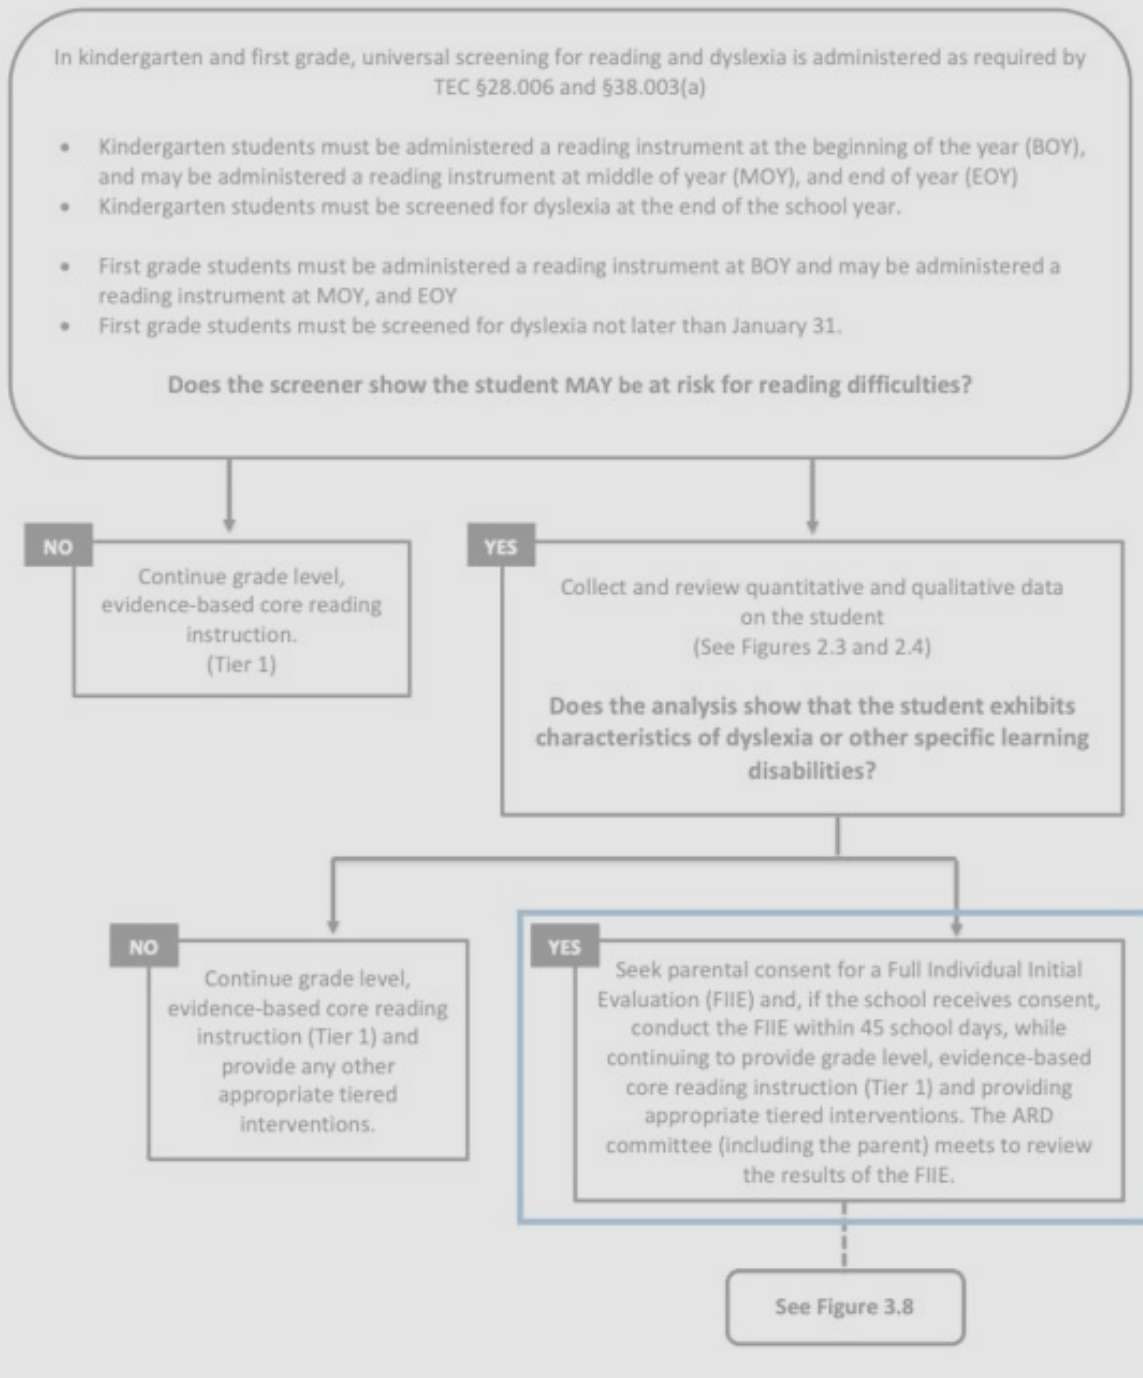 In kindergarten and first grade, universal screening for reading and dyslexia is administered as required by
TEC §28.006 and §38.003(a)
• Kindergarten students must be administered a reading instrument at the beginning of the year (BOY),
and may be administered a reading instrument at middle of year (MOY), and end of year (EOY)
• Kindergarten students must be screened for dyslexia at the end of the school year.
• First grade students must be administered a reading instrument at BOY and may be administered a
reading instrument at MOY, and EOY
• First grade students must be screened for dyslexia not later than January 31.
Does the screener show the student MAY be at risk for reading difficulties?
NO
Continue grade level,
evidence-based core reading
instruction.
(Tier 1)
YES
Collect and review quantitative and qualitative data
on the student
(See Figures 2.3 and 2.4)
Does the analysis show that the student exhibits
characteristics of dyslexia or other specific learning
disabilities?
NO
Continue grade level,
evidence-based core reading
instruction (Tier 1) and
provide any other
appropriate tiered
interventions.
YES
Seek parental consent for a Full Individual Initial
Evaluation (FIIE) and, if the school receives consent,
conduct the FIIE within 45 school days, while
continuing to provide grade level, evidence-based
core reading instruction (Tier 1) and providing
appropriate tiered interventions. The ARD
committee (including the parent) meets to review
the results of the FIIE.
See Figure 3.8